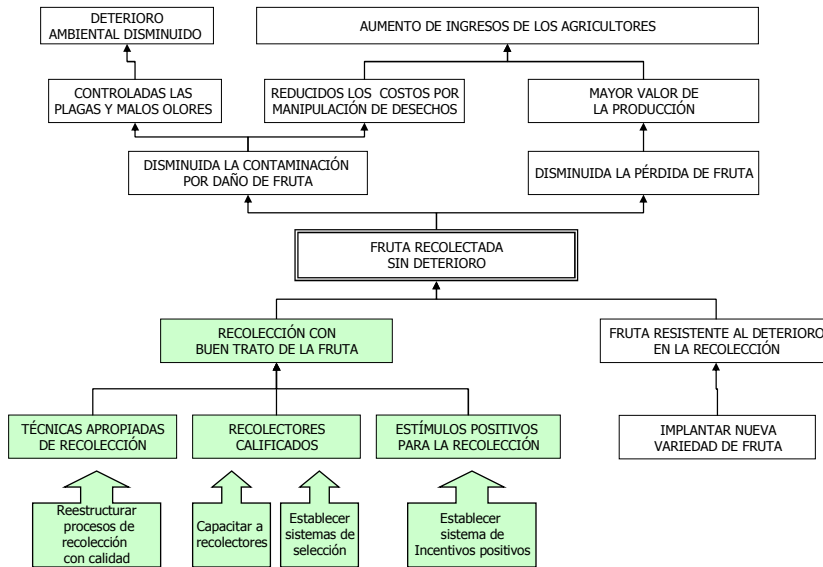 DETERIORO
AMBIENTAL DISMINUIDO
AUMENTO DE INGRESOS DE LOS AGRICULTORES
CONTROLADAS LAS
PLAGAS Y MALOS OLORES
REDUCIDOS LOS COSTOS POR
MANIPULACIÓN DE DESECHOS
MAYOR VALOR DE
LA PRODUCCIÓN
DISMINUIDA LA CONTAMINACIÓN
POR DAÑO DE FRUTA
DISMINUIDA LA PÉRDIDA DE FRUTA
FRUTA RECOLECTADA
SIN DETERIORO
RECOLECCIÓN CON
BUEN TRATO DE LA FRUTA
FRUTA RESISTENTE AL DETERIORO
EN LA RECOLECCIÓN
TÉCNICAS APROPIADAS
DE RECOLECCIÓN
RECOLECTORES
CALIFICADOS
ESTÍMULOS POSITIVOS
PARA LA RECOLECCIÓN
IMPLANTAR NUEVA
VARIEDAD DE FRUTA
Reestructurar
procesos de
recolección
con calidad
Capacitar a
recolectores
Establecer
sistemas de
selección
Establecer
sistema de
Incentivos positivos